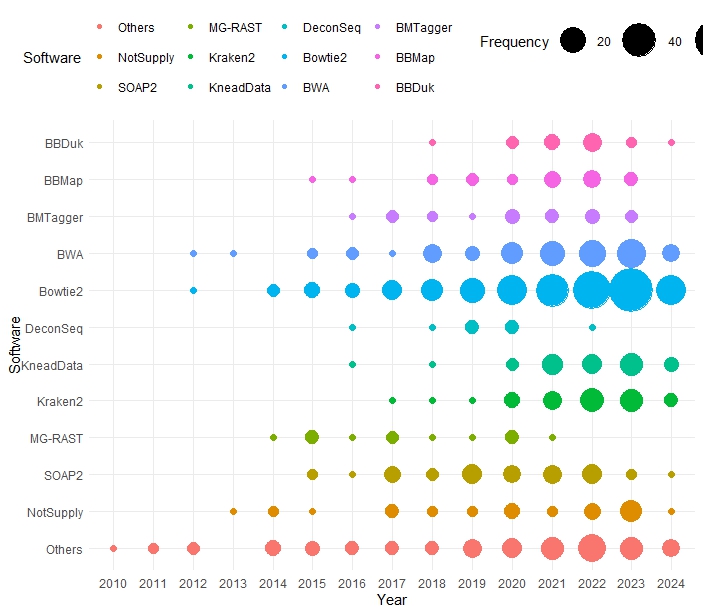 Software
Others
MG-RAST
DeconSeq
BMTagger
NotSupply
Kraken2
Bowtie2
BBMap
SOAP2
KneadData
BWA
BBDuk
Frequency
20
40
Software
BBDuk
BBMap
BMTagger
BWA
Bowtie2
DeconSeq
KneadData
Kraken2
MG-RAST
SOAP2
NotSupply
Others
2010 2011 2012 2013 2014 2015 2016 2017 2018 2019 2020 2021 2022 2023 2024
Year